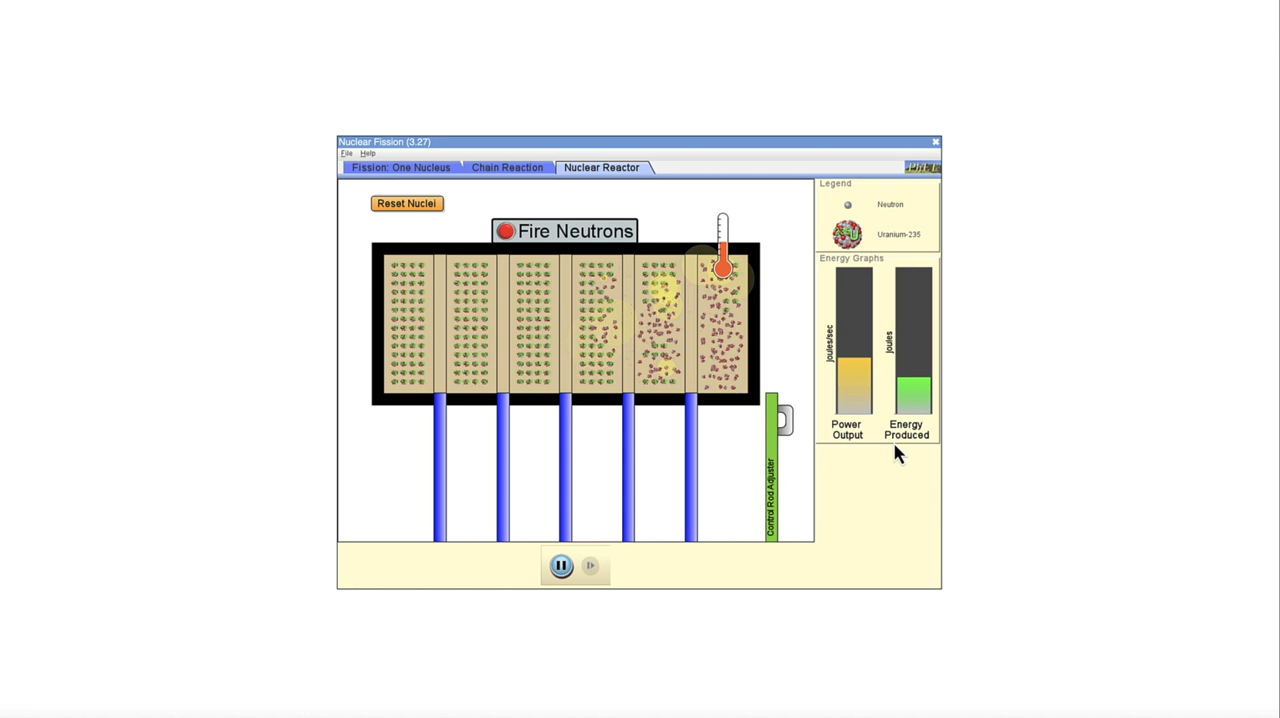 Nuclear Fission (3.27)
File Help
Fission: One Nucleus Chain Reaction Nuclear Reactor
PhET
Reset Nuclei
Fire Neutrons
Legend
Neutron
Uranium-235
Energy Graphs
joules/sec
joules
Power Output
Energy Produced
Control Rod Adjuster